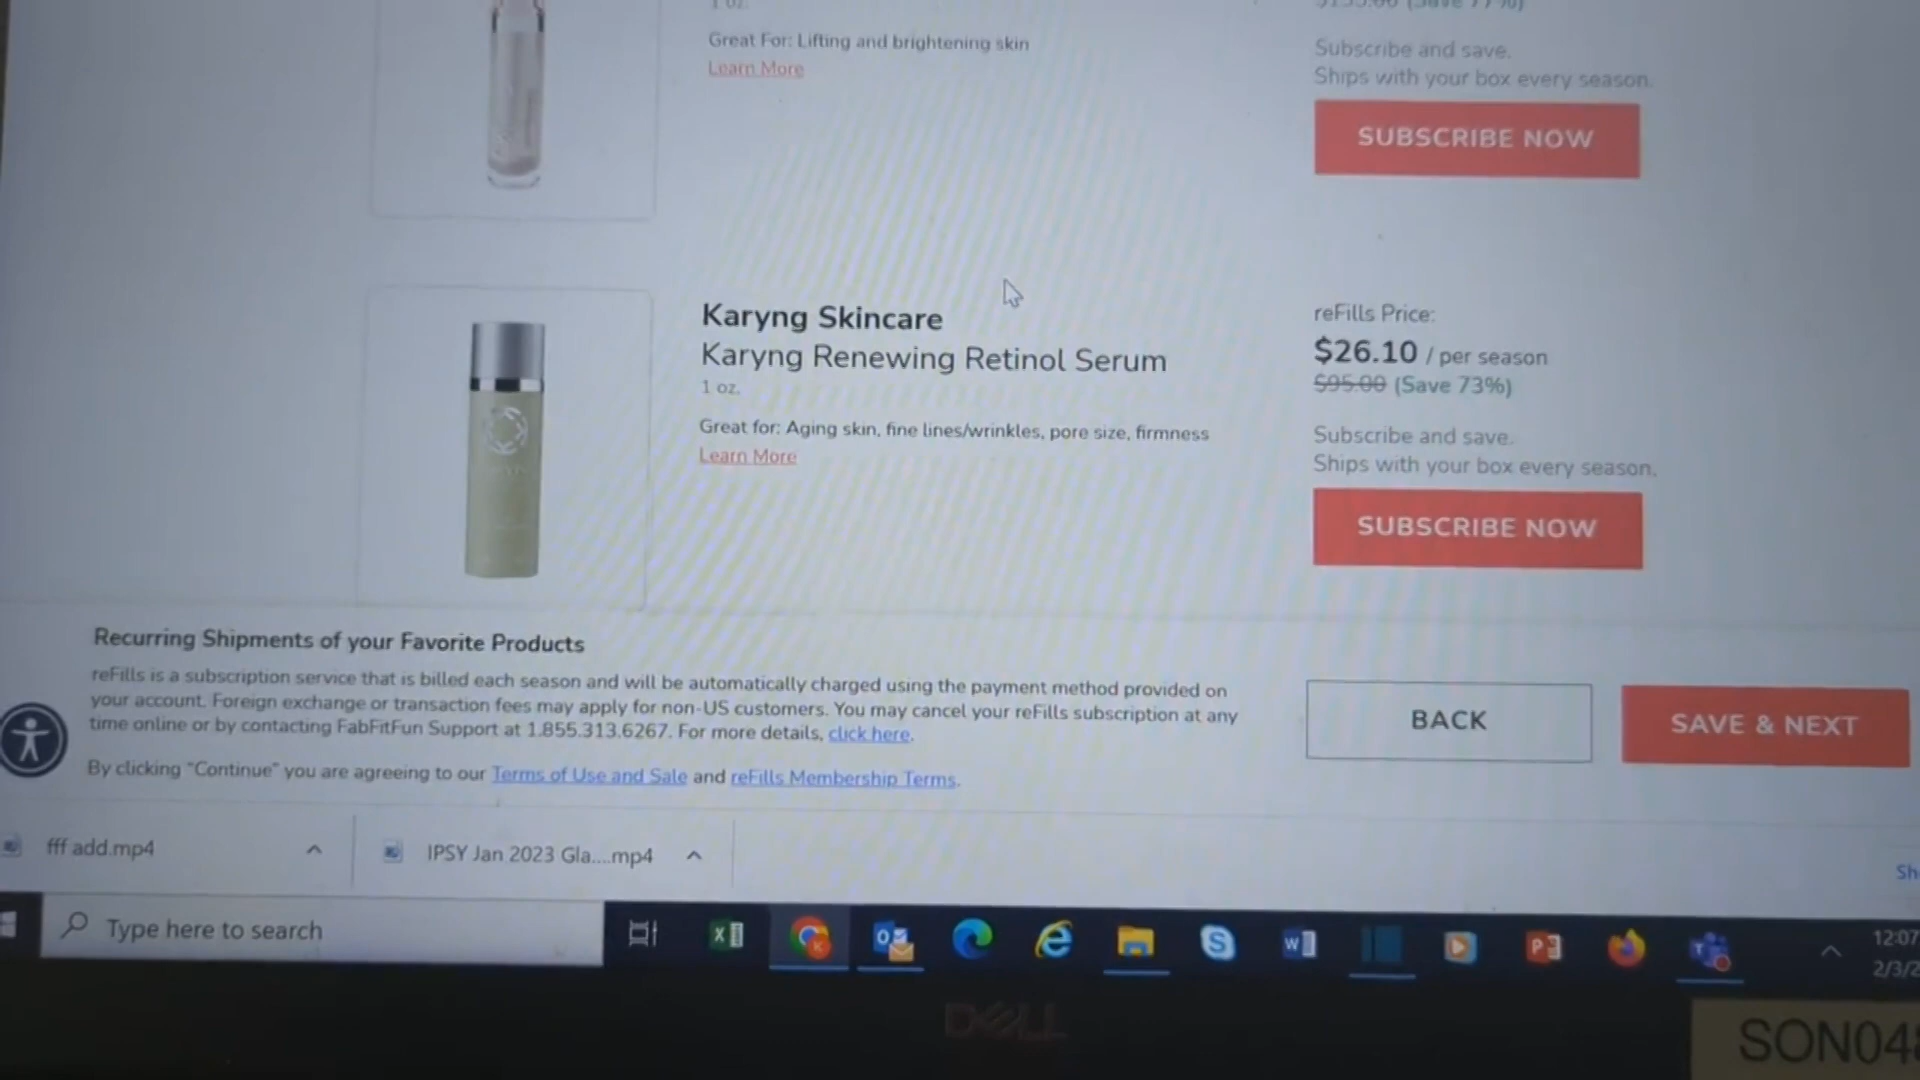 1 oz.
Great For: Lifting and brightening skin
Learn More
Subscribe and save.
Ships with your box every season.
SUBSCRIBE NOW
Karyng Skincare
Karyng Renewing Retinol Serum
1 oz.
Great for: Aging skin, fine lines/wrinkles, pore size, firmness
Learn More
reFills Price:
$26.10 / per season
$95.00 (Save 73%)
Subscribe and save.
Ships with your box every season.
SUBSCRIBE NOW
Recurring Shipments of your Favorite Products
reFills is a subscription service that is billed each season and will be automatically charged using the payment method provided on
your account. Foreign exchange or transaction fees may apply for non-US customers. You may cancel your reFills subscription at any
time online or by contacting FabFitFun Support at 1.855.313.6267. For more details, click here.
By clicking "Continue" you are agreeing to our Terms of Use and Sale and reFills Membership Terms.
BACK
SAVE & NEXT
fff add.mp4
IPSY Jan 2023 Gla....mp4
Sh
Type here to search
12:07
2/3/2
DELL
SON048